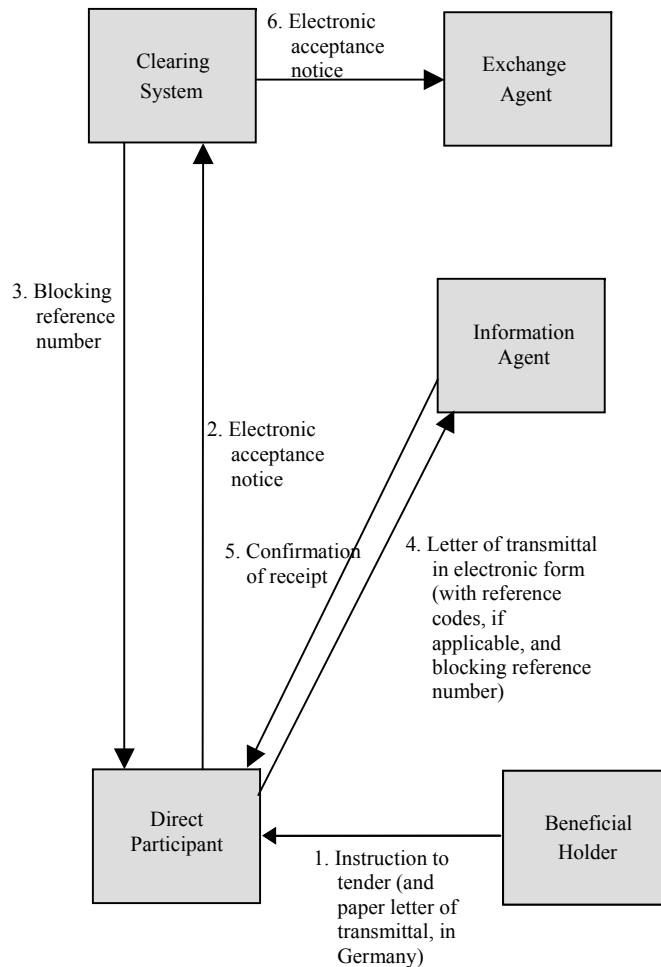 6. Electronic
acceptance
notice
Clearing
System
Exchange
Agent
3. Blocking
reference
number
Information
Agent
2. Electronic
acceptance
notice
5. Confirmation
of receipt
4. Letter of transmittal
in electronic form
(with reference
codes, if
applicable, and
blocking reference
number)
Direct
Participant
Beneficial
Holder
1. Instruction to
tender (and
paper letter of
transmittal, in
Germany)